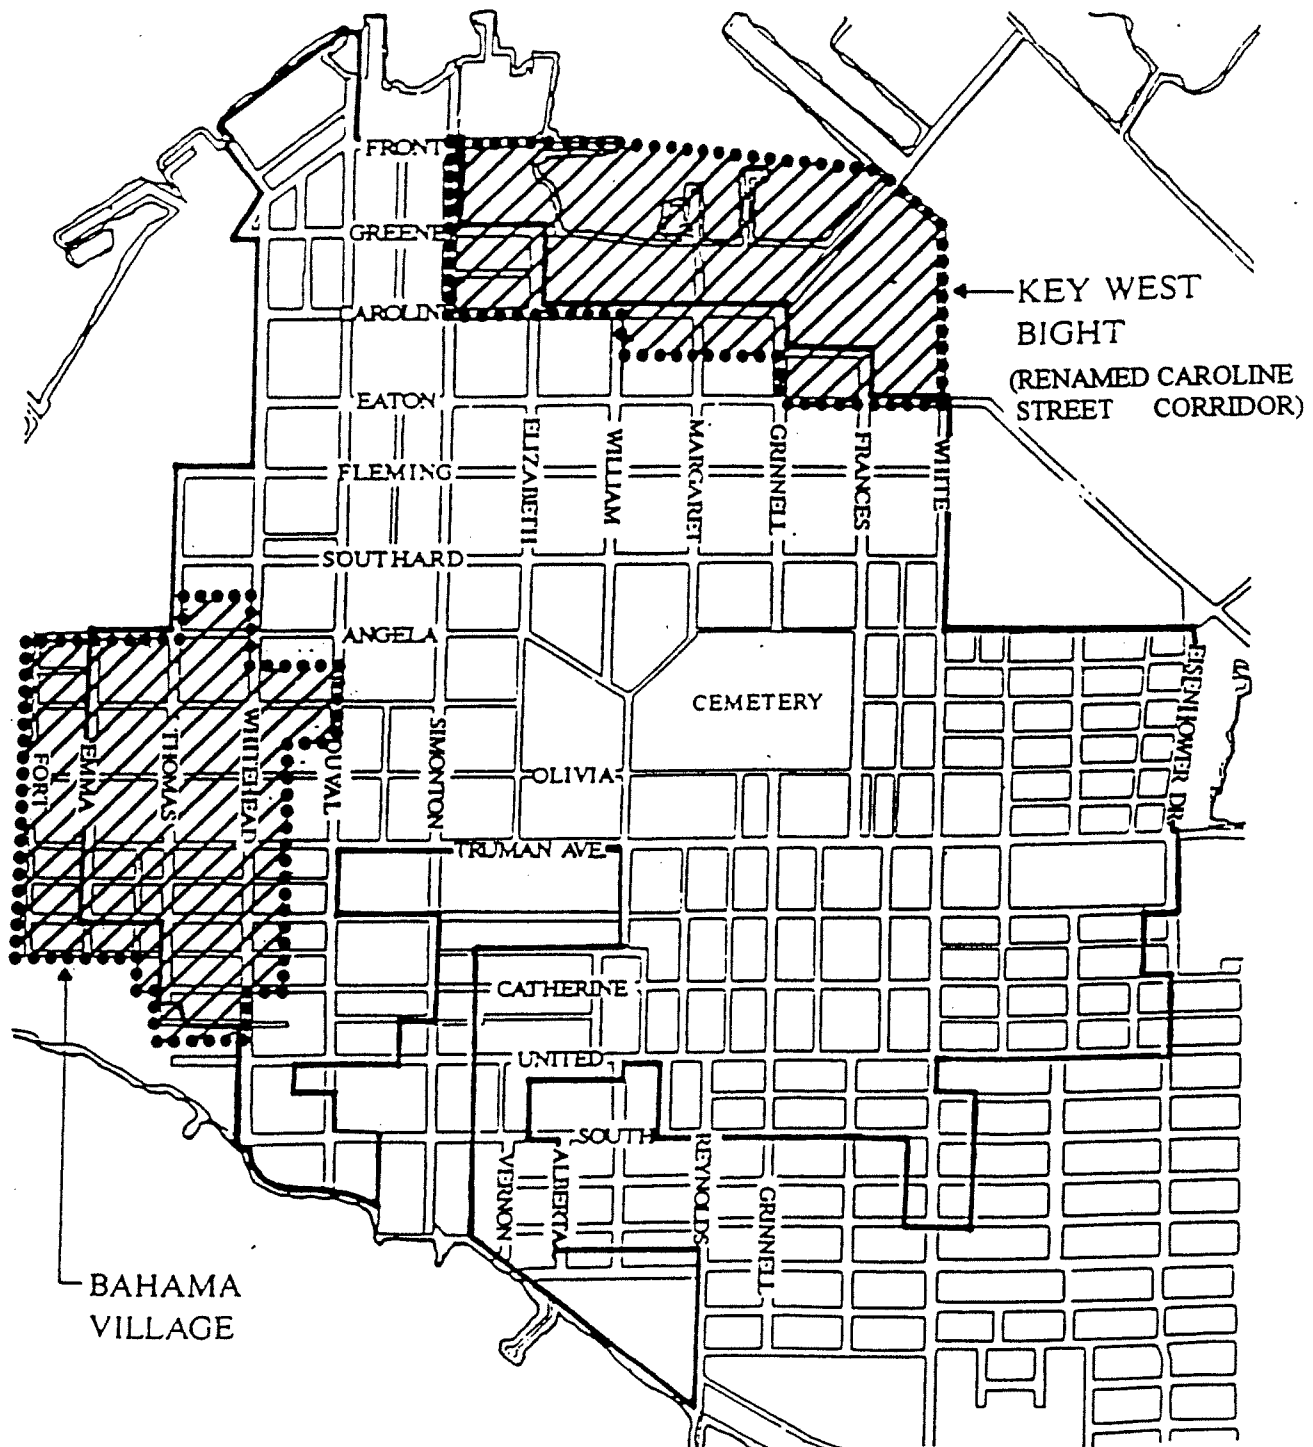 FRONT
GREENE
CAROLIN
KEY WEST
BIGHT
(RENAMED CAROLINE
STREET CORRIDOR)
EATON
ELIZABETH
WILLIAM
MARGARET
GRINNELL
FRANCES
WHITE
FLEMING
SOUTHARD
ANGELA
CEMETERY
EISENHOWER DR.
FORT
EMMA
THOMAS
WHITEHEAD
DUVAL
SIMONTON
OLIVIA
TRUMAN AVE.
CATHERINE
UNITED
SOUTH
VERNON
ALBERTA
REYNOLDS
GRINNELL
BAHAMA
VILLAGE